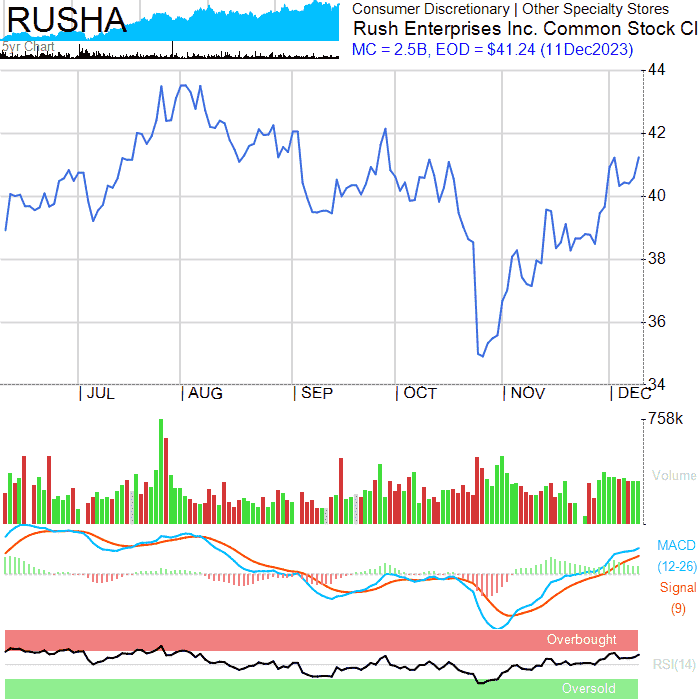 RUSHA
5yr Chart
Consumer Discretionary | Other Specialty Stores
Rush Enterprises Inc. Common Stock Cl
MC = 2.5B, EOD = $41.24 (11Dec2023)
44
42
40
38
36
34
| JUL | AUG | SEP | OCT | NOV | DEC
758k
Volume
MACD
(12-26)
Signal
(9)
Overbought
RSI(14)
Oversold